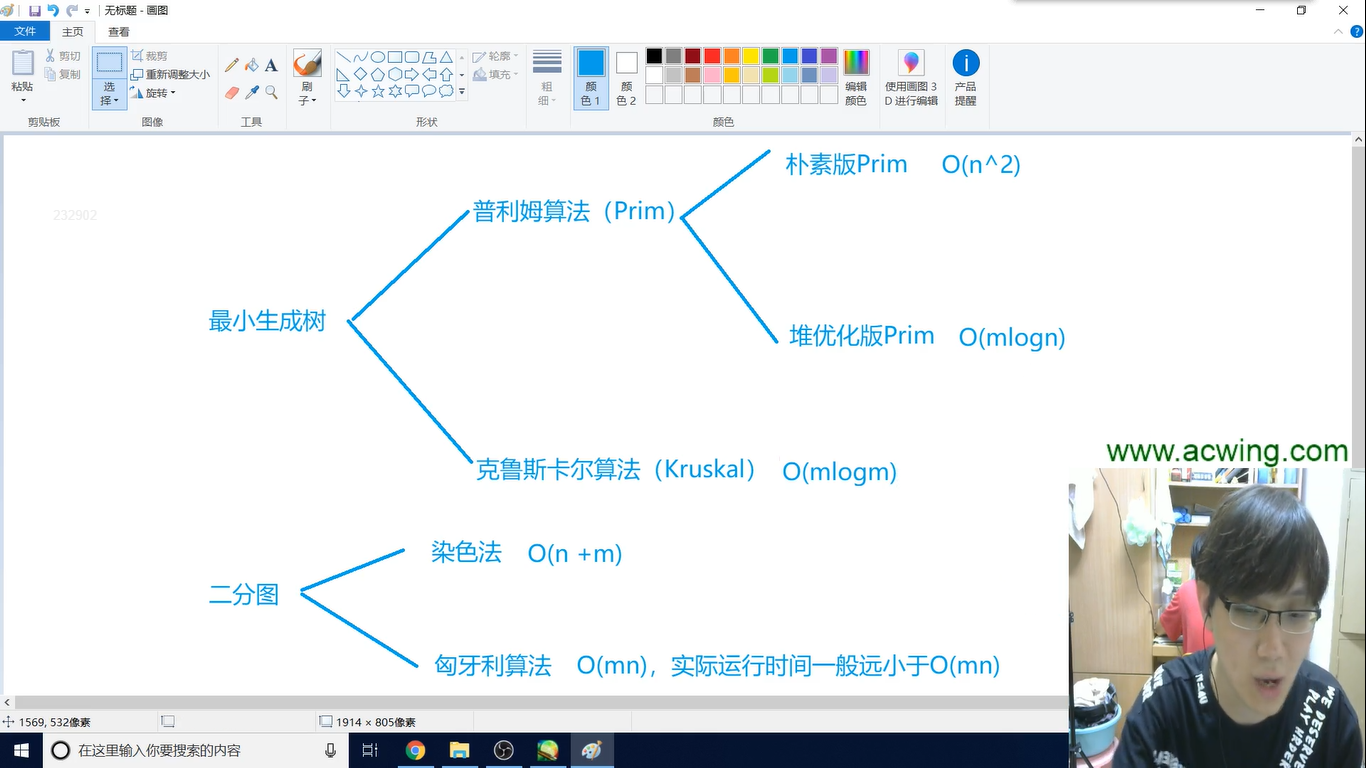 无标题 - 画图
文件 主页 查看
粘贴 剪切 复制
选择 裁剪 重新调整大小 旋转
刷子
轮廓 填充
粗细
颜色 1 颜色 2
编辑颜色
使用画图 3D 进行编辑
产品提醒
剪贴板 图像 工具 形状 颜色
232902
朴素版Prim O(n^2)
普利姆算法（Prim）
最小生成树
堆优化版Prim O(mlogn)
www.acwing.com
克鲁斯卡尔算法（Kruskal） O(mlogm)
染色法 O(n +m)
二分图
匈牙利算法 O(mn)，实际运行时间一般远小于O(mn)
WE DESERVE
PLAY
1569, 532像素 1914 × 805像素
在这里输入你要搜索的内容